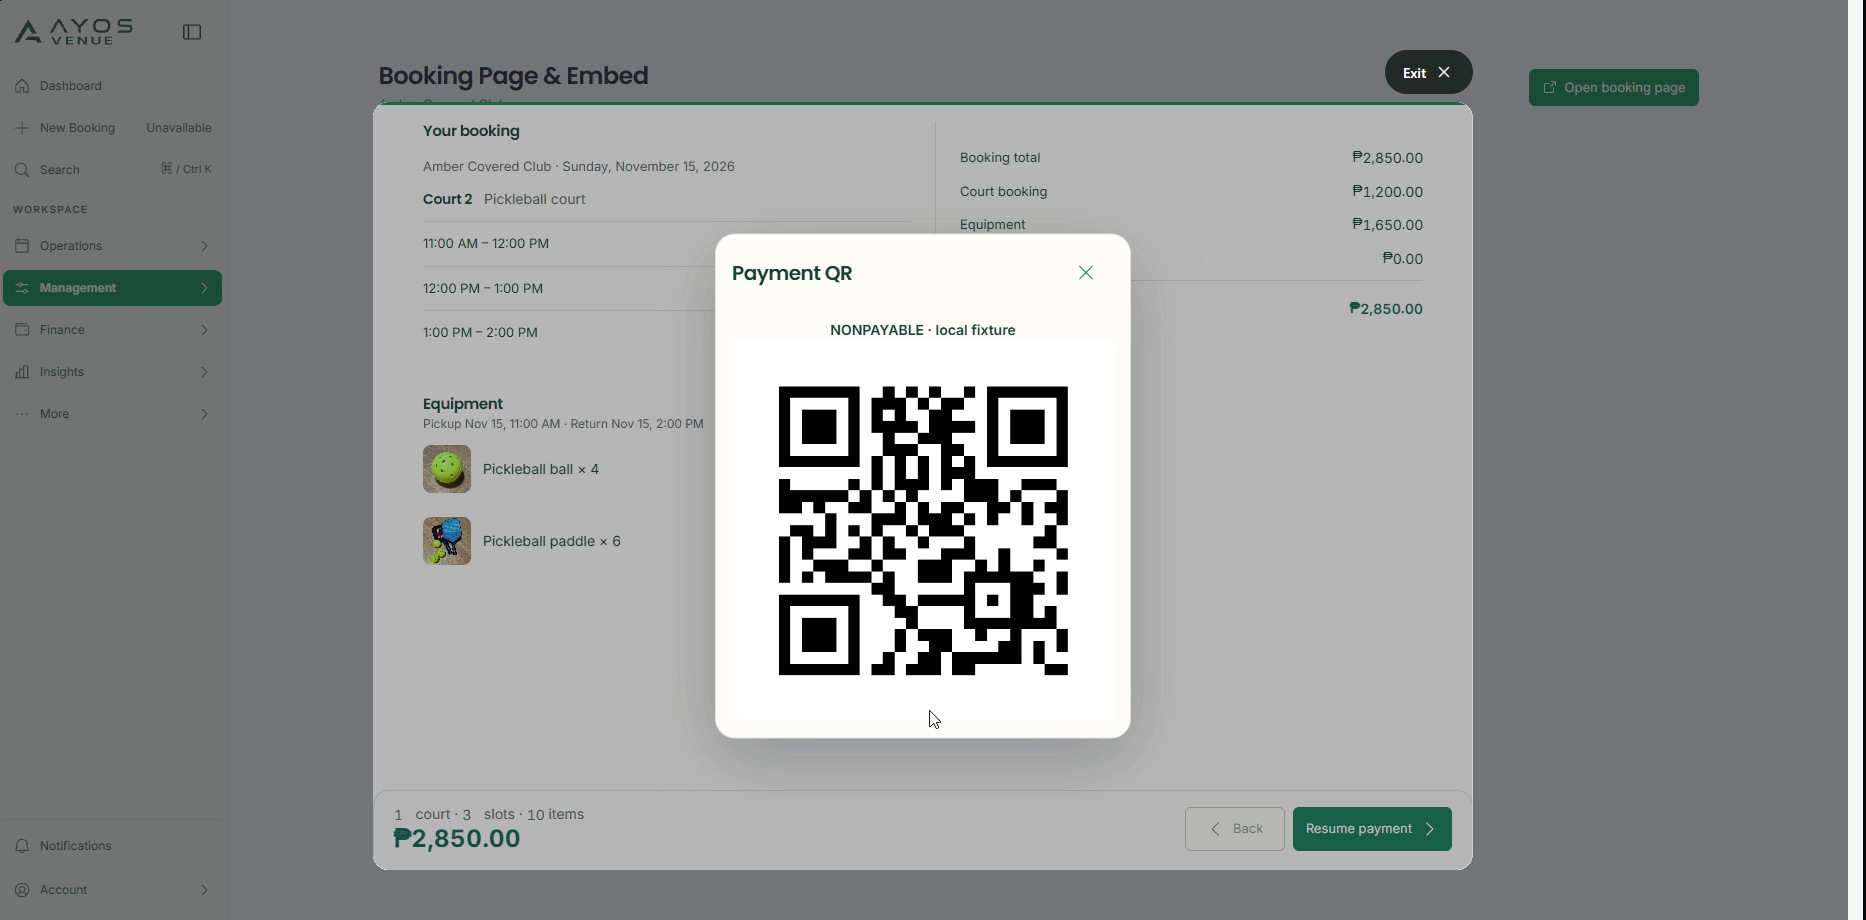 AYOS
VENUE
Dashboard
New Booking Unavailable
Search ⌘ / Ctrl K
WORKSPACE
Operations
Management
Finance
Insights
More
Notifications
Account
Booking Page & Embed
Open booking page
Exit
Your booking
Amber Covered Club · Sunday, November 15, 2026
Court 2 Pickleball court
11:00 AM – 12:00 PM
12:00 PM – 1:00 PM
1:00 PM – 2:00 PM
Equipment
Pickup Nov 15, 11:00 AM · Return Nov 15, 2:00 PM
Pickleball ball × 4
Pickleball paddle × 6
Booking total ₱2,850.00
Court booking ₱1,200.00
Equipment ₱1,650.00
₱0.00
₱2,850.00
Payment QR
NONPAYABLE · local fixture
1 court · 3 slots · 10 items
₱2,850.00
Back
Resume payment